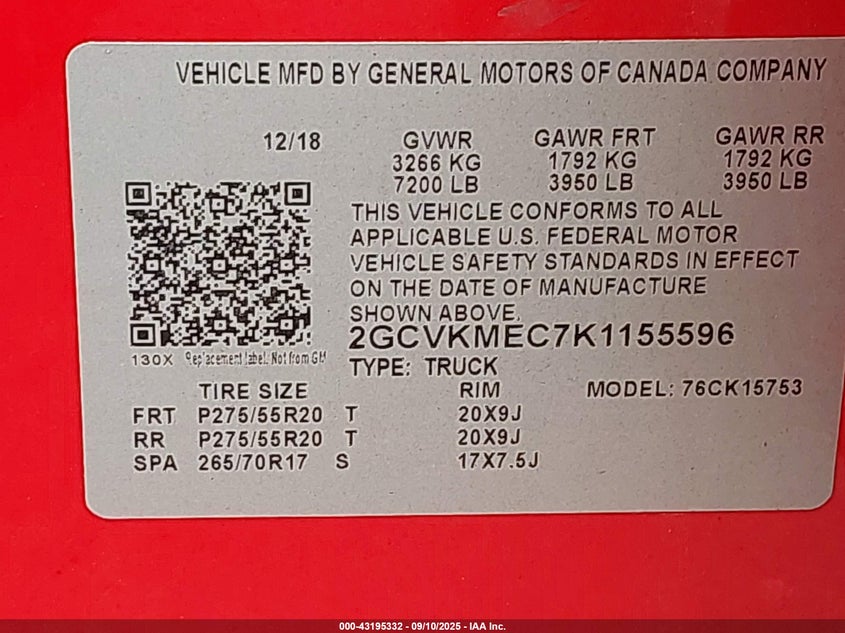 VEHICLE MFD BY GENERAL MOTORS OF CANADA COMPANY
12/18 GVWR GAWR FRT GAWR RR
3266 KG 1792 KG 1792 KG
7200 LB 3950 LB 3950 LB
THIS VEHICLE CONFORMS TO ALL
APPLICABLE U.S. FEDERAL MOTOR
VEHICLE SAFETY STANDARDS IN EFFECT
ON THE DATE OF MANUFACTURE
SHOWN ABOVE.
2GCVKMEC7K1155596
130X Replacement label. Not from GM
TYPE: TRUCK
TIRE SIZE RIM MODEL: 76CK15753
FRT P275/55R20 T 20X9J
RR P275/55R20 T 20X9J
SPA 265/70R17 S 17X7.5J
000-43195332 - 09/10/2025 - IAA Inc.